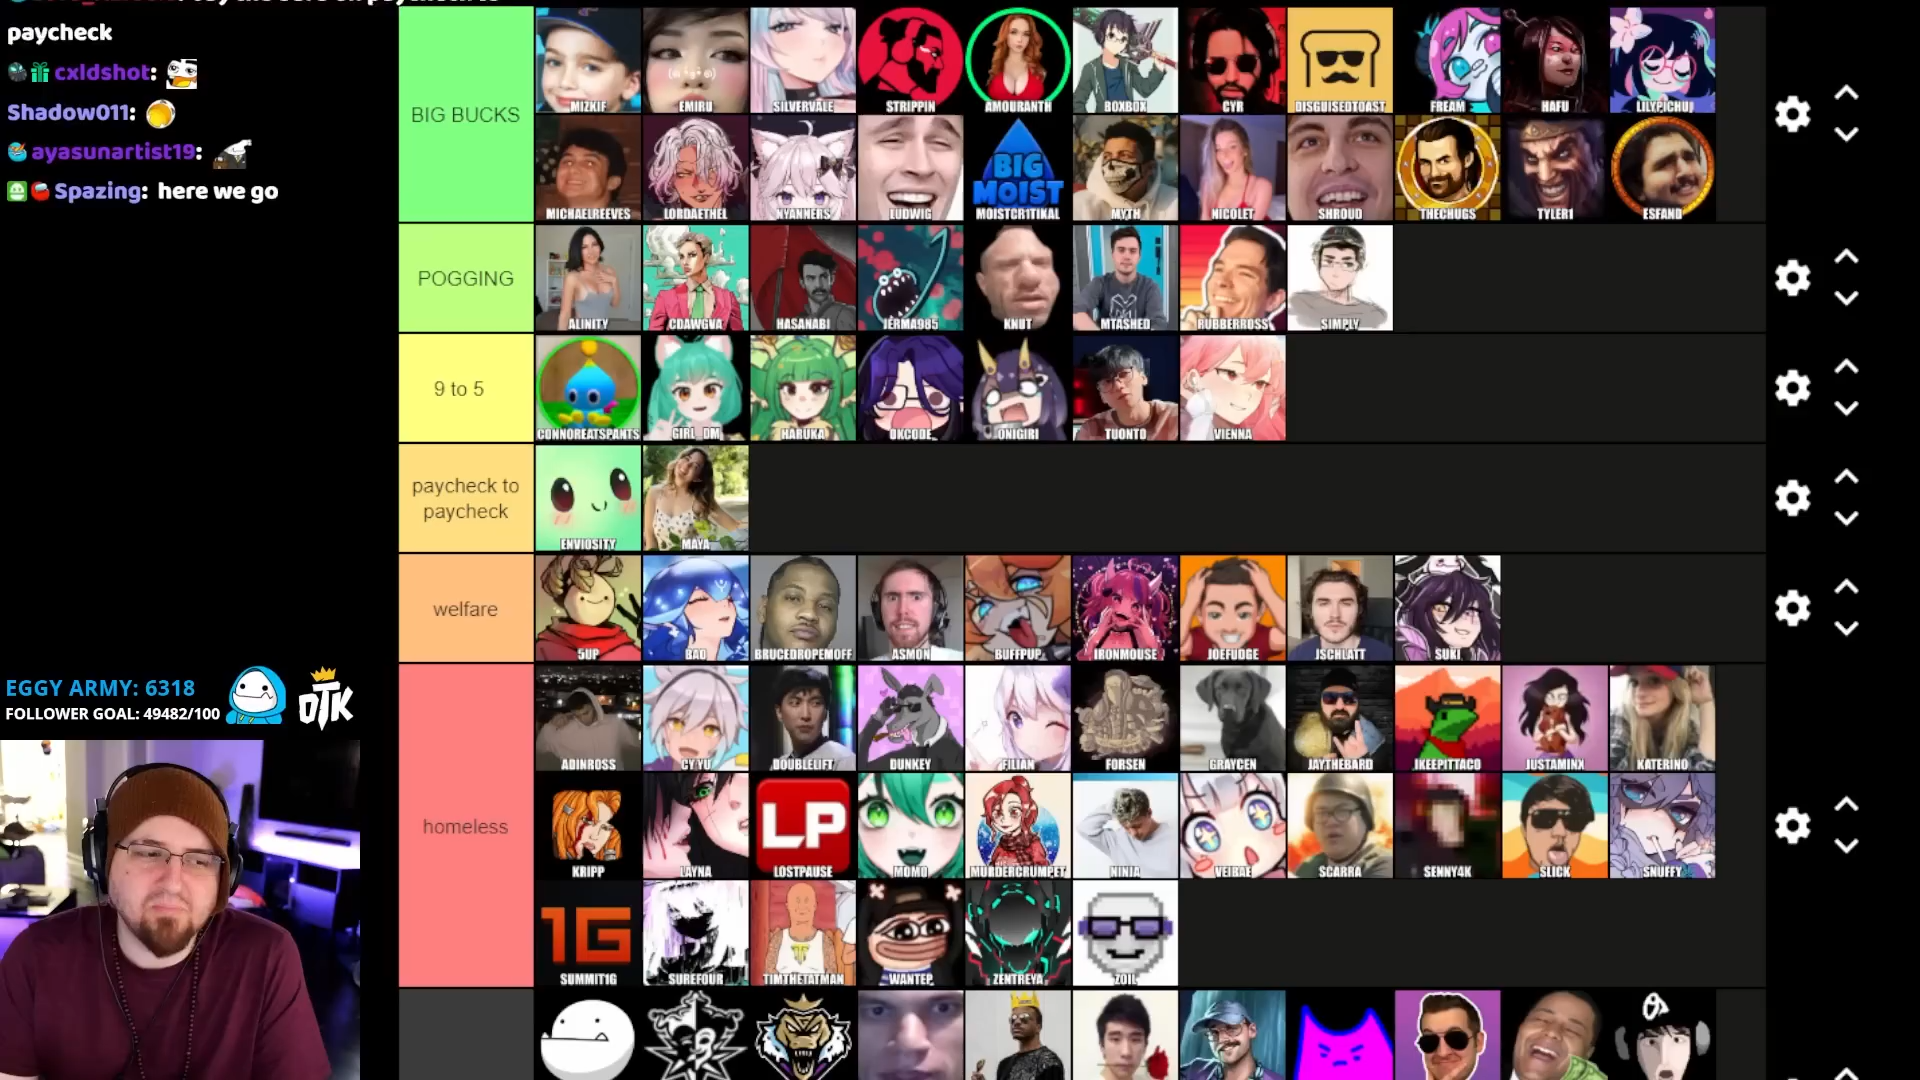 paycheck
cxldshot:
Shadow011:
ayasunartist19:
Spazing: here we go
EGGY ARMY: 6318
FOLLOWER GOAL: 49482/100
OTK
BIG BUCKS
MIZKIF EMIRU SILVERVALE STRIPPIN AMOURANTH BOXBOX CYR DISGUISEDTOAST FREAM HAFU LILYPICHU
BIG
MOIST
MICHAELREEVES LORDAETHEL NYANNERS LUDWIG MOISTCR1TIKAL MYTH NICOLET SHROUD THECHUGS TYLER1 ESFAND
POGGING
ALINITY CDAWGVA HASANABI JERMA985 KNUT MTASHED RUBBERROSS SIMPLY
9 to 5
CONNOREATSPANTS GIRL_DM HARUKA OKCODE ONIGIRI TUONTO VIENNA
paycheck to
paycheck
ENVIOSITY MAYA
welfare
5UP BAO BRUCEDROPEMOFF ASMON BUFFPUP IRONMOUSE JOEFUDGE JSCHLATT SUKI
homeless
ADINROSS CY YU DOUBLELIFT DUNKEY FILIAN FORSEN GRAYCEN JAYTHEBARD JKEEPITTACO JUSTAMINX KATERINO
LP
KRIPP LAYNA LOSTPAUSE MOMO MURDERCRUMPET NINJA VEIBAE SCARRA SENNY4K SLICK SNUFFY
1G
SUMMIT1G SUREFOUR TIMTHETATMAN WANTEP ZENTREYA ZOIL